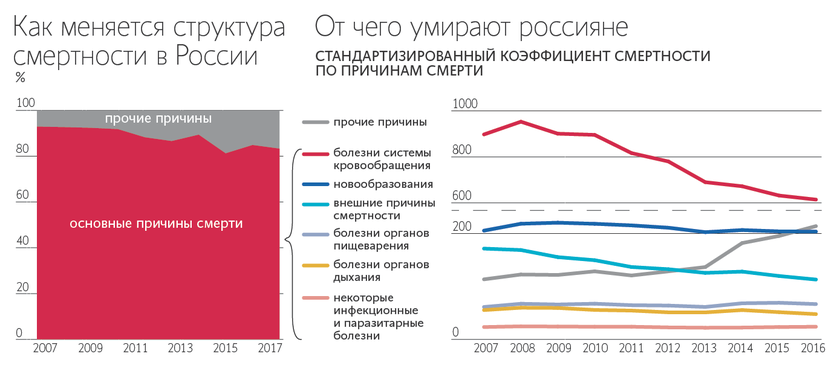 Как меняется структура
смертности в России
%
100
80
60
40
20
0
прочие причины
основные причины смерти
2007 2009 2011 2013 2015 2017
От чего умирают россияне
СТАНДАРТИЗИРОВАННЫЙ КОЭФФИЦИЕНТ СМЕРТНОСТИ
ПО ПРИЧИНАМ СМЕРТИ
прочие причины
болезни системы
кровообращения
новообразования
внешние причины
смертности
болезни органов
пищеварения
болезни органов
дыхания
некоторые
инфекционные
и паразитарные
болезни
1000
800
600
200
0
2007 2008 2009 2010 2011 2012 2013 2014 2015 2016